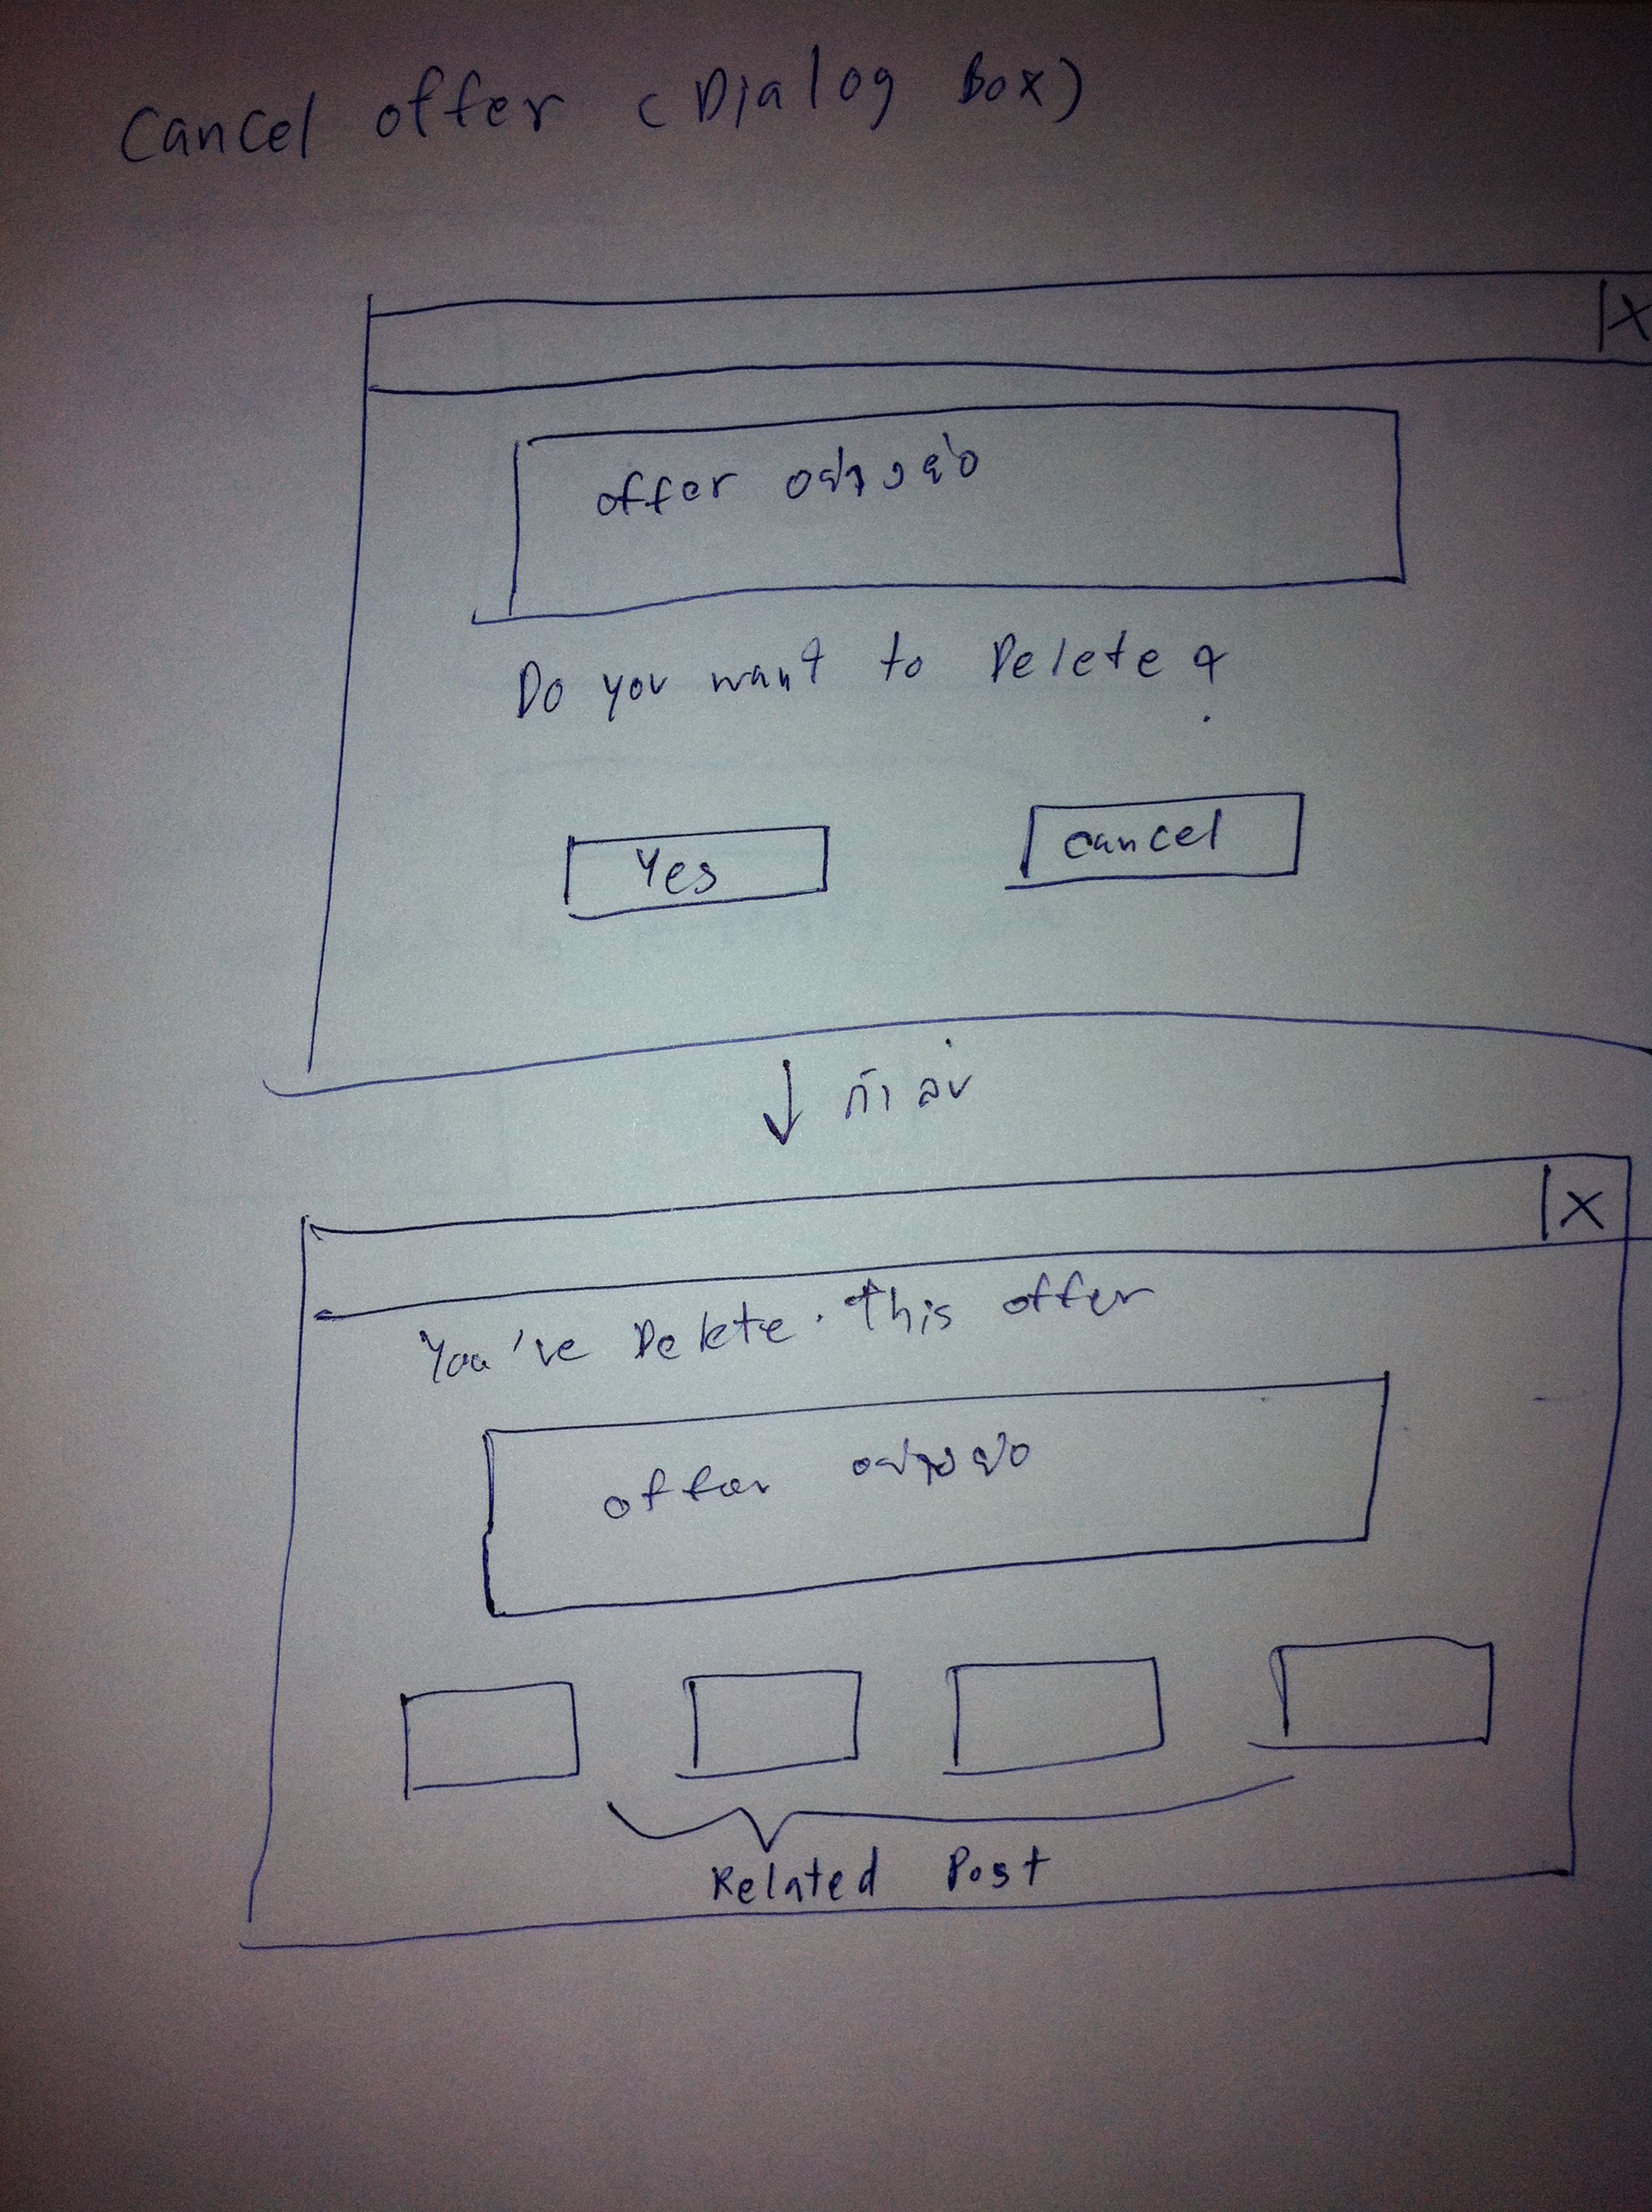 Cancel offer (Dialog Box)
X
offer อย่างย่อ
Do you want to Delete ?
Yes
cancel
↓ ถ้า ลบ
X
You've Delete. This offer
offer อย่างย่อ
Related Post